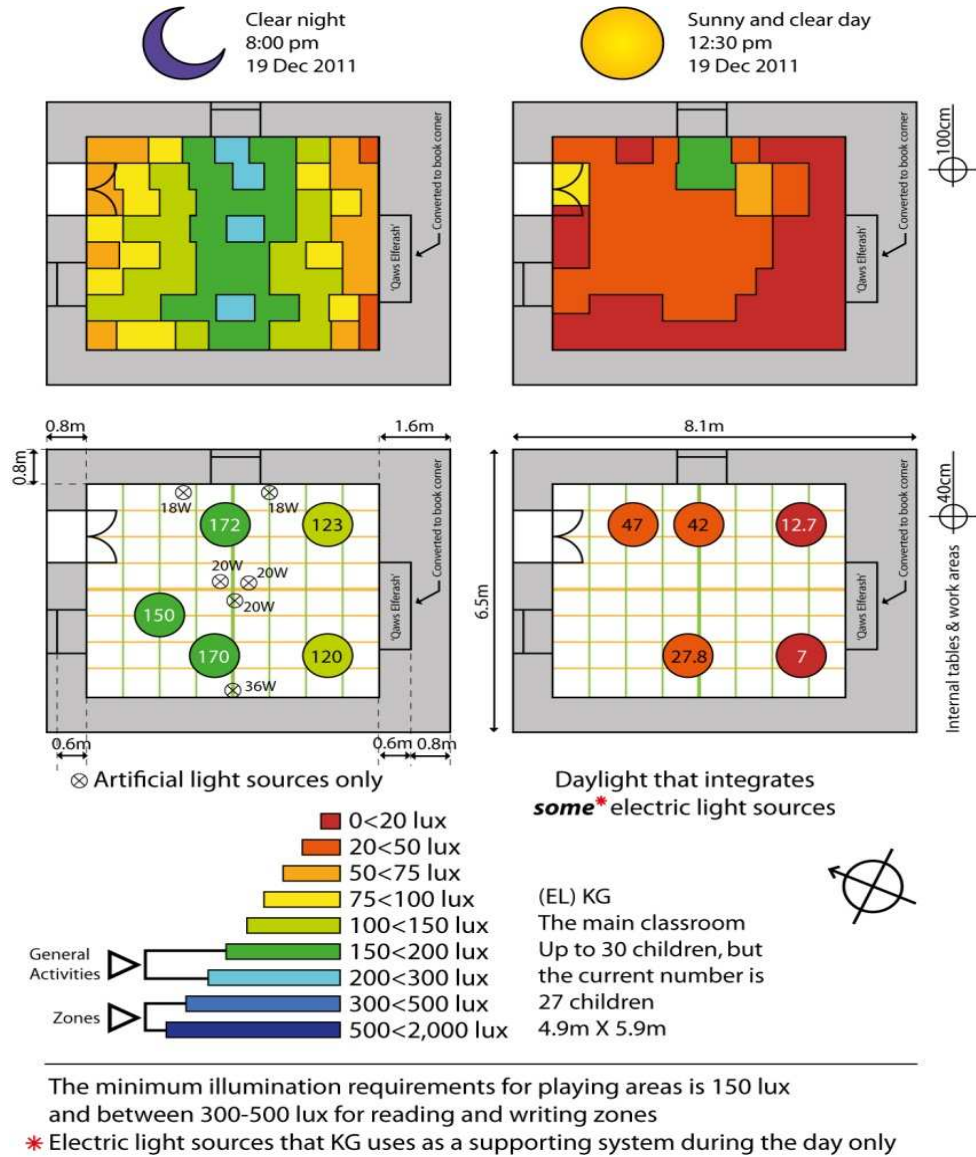 Clear night
8:00 pm
19 Dec 2011
Sunny and clear day
12:30 pm
19 Dec 2011
'Qaws Elferash'
Converted to book corner
'Qaws Elferash'
Converted to book corner
100cm
0.8m
1.6m
8.1m
0.8m
18W
18W
172
123
20W
20W
20W
150
170
120
36W
'Qaws Elferash'
Converted to book corner
0.6m
0.6m
0.8m
6.5m
47
42
12.7
27.8
7
'Qaws Elferash'
Converted to book corner
40cm
Internal tables & work areas
Artificial light sources only
Daylight that integrates
some* electric light sources
0<20 lux
20<50 lux
50<75 lux
75<100 lux
100<150 lux
General
Activities
150<200 lux
200<300 lux
Zones
300<500 lux
500<2,000 lux
(EL) KG
The main classroom
Up to 30 children, but
the current number is
27 children
4.9m X 5.9m
The minimum illumination requirements for playing areas is 150 lux
and between 300-500 lux for reading and writing zones
* Electric light sources that KG uses as a supporting system during the day only